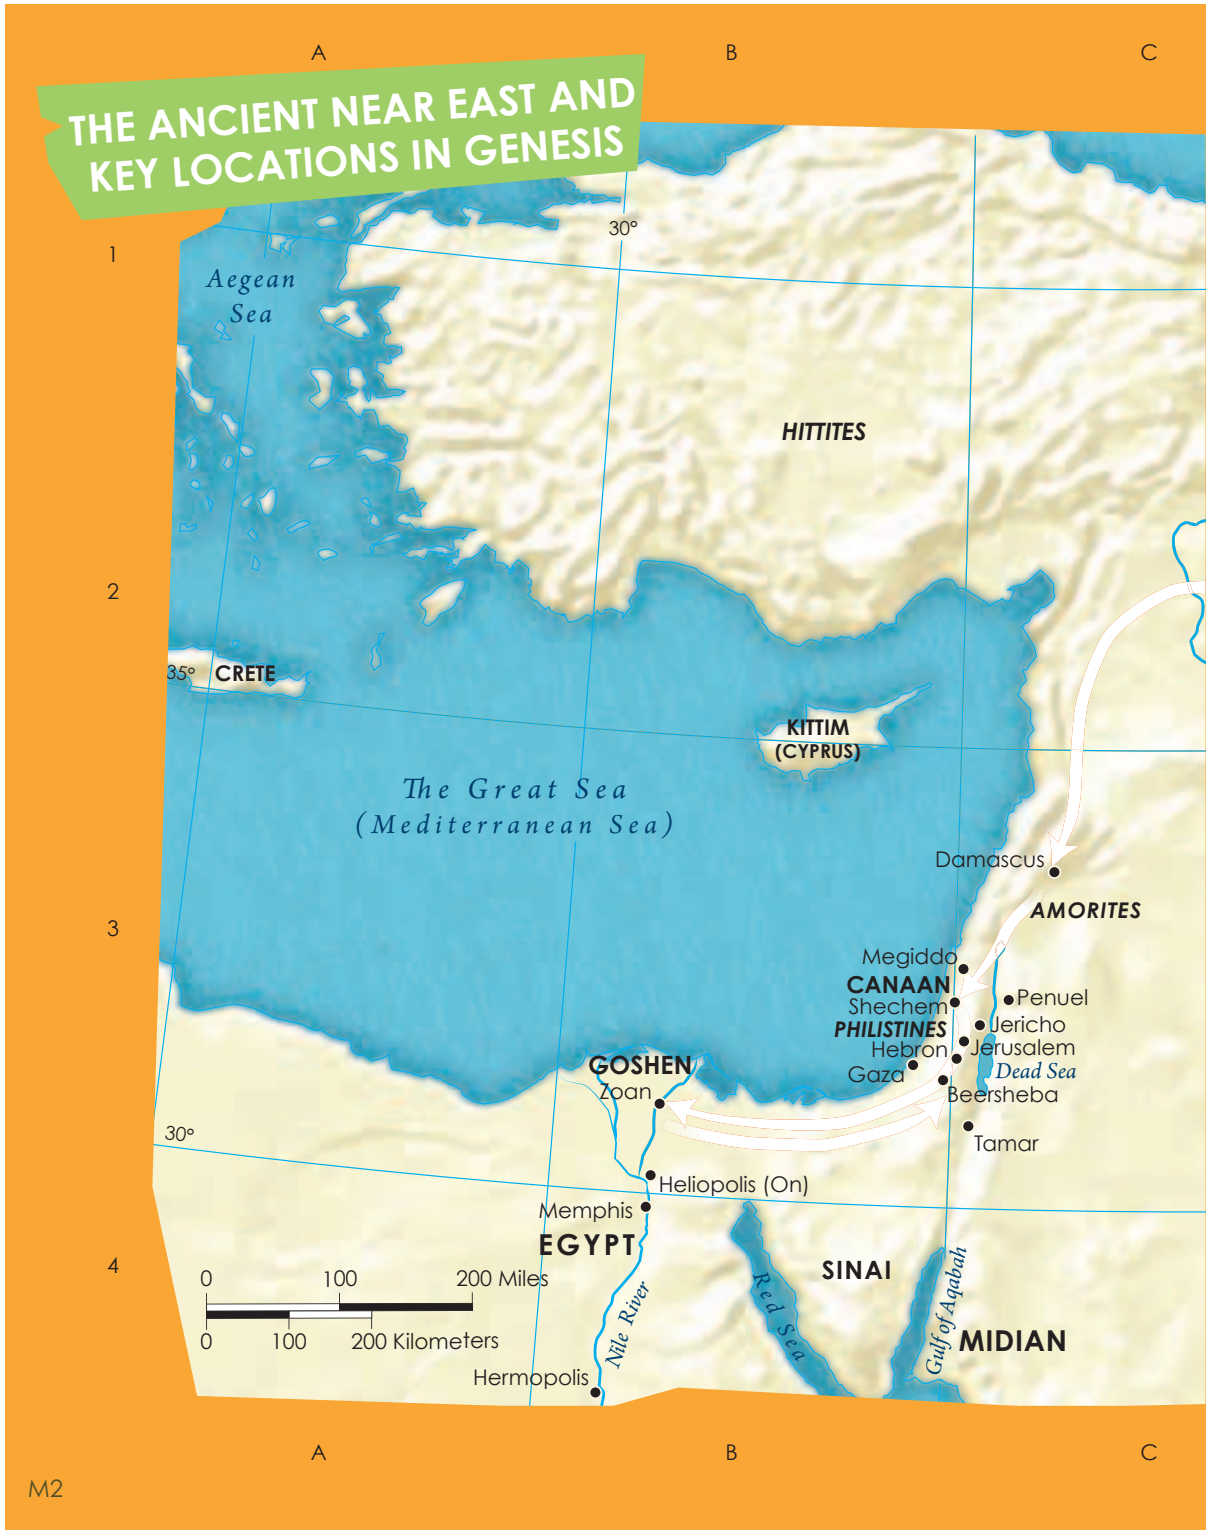 A B C
THE ANCIENT NEAR EAST AND
KEY LOCATIONS IN GENESIS
30°
1
Aegean
Sea
HITTITES
2
35° CRETE
KITTIM
(CYPRUS)
The Great Sea
(Mediterranean Sea)
Damascus
AMORITES
3
Megiddo
CANAAN
Penuel
Shechem
Jericho
PHILISTINES
Jerusalem
Hebron
Dead Sea
Gaza
GOSHEN
Zoan
Beersheba
30°
Tamar
Heliopolis (On)
Memphis
EGYPT
4
SINAI
0 100 200 Miles
0 100 200 Kilometers
Nile River
Red Sea
Gulf of Aqabah
MIDIAN
Hermopolis
A B C
M2